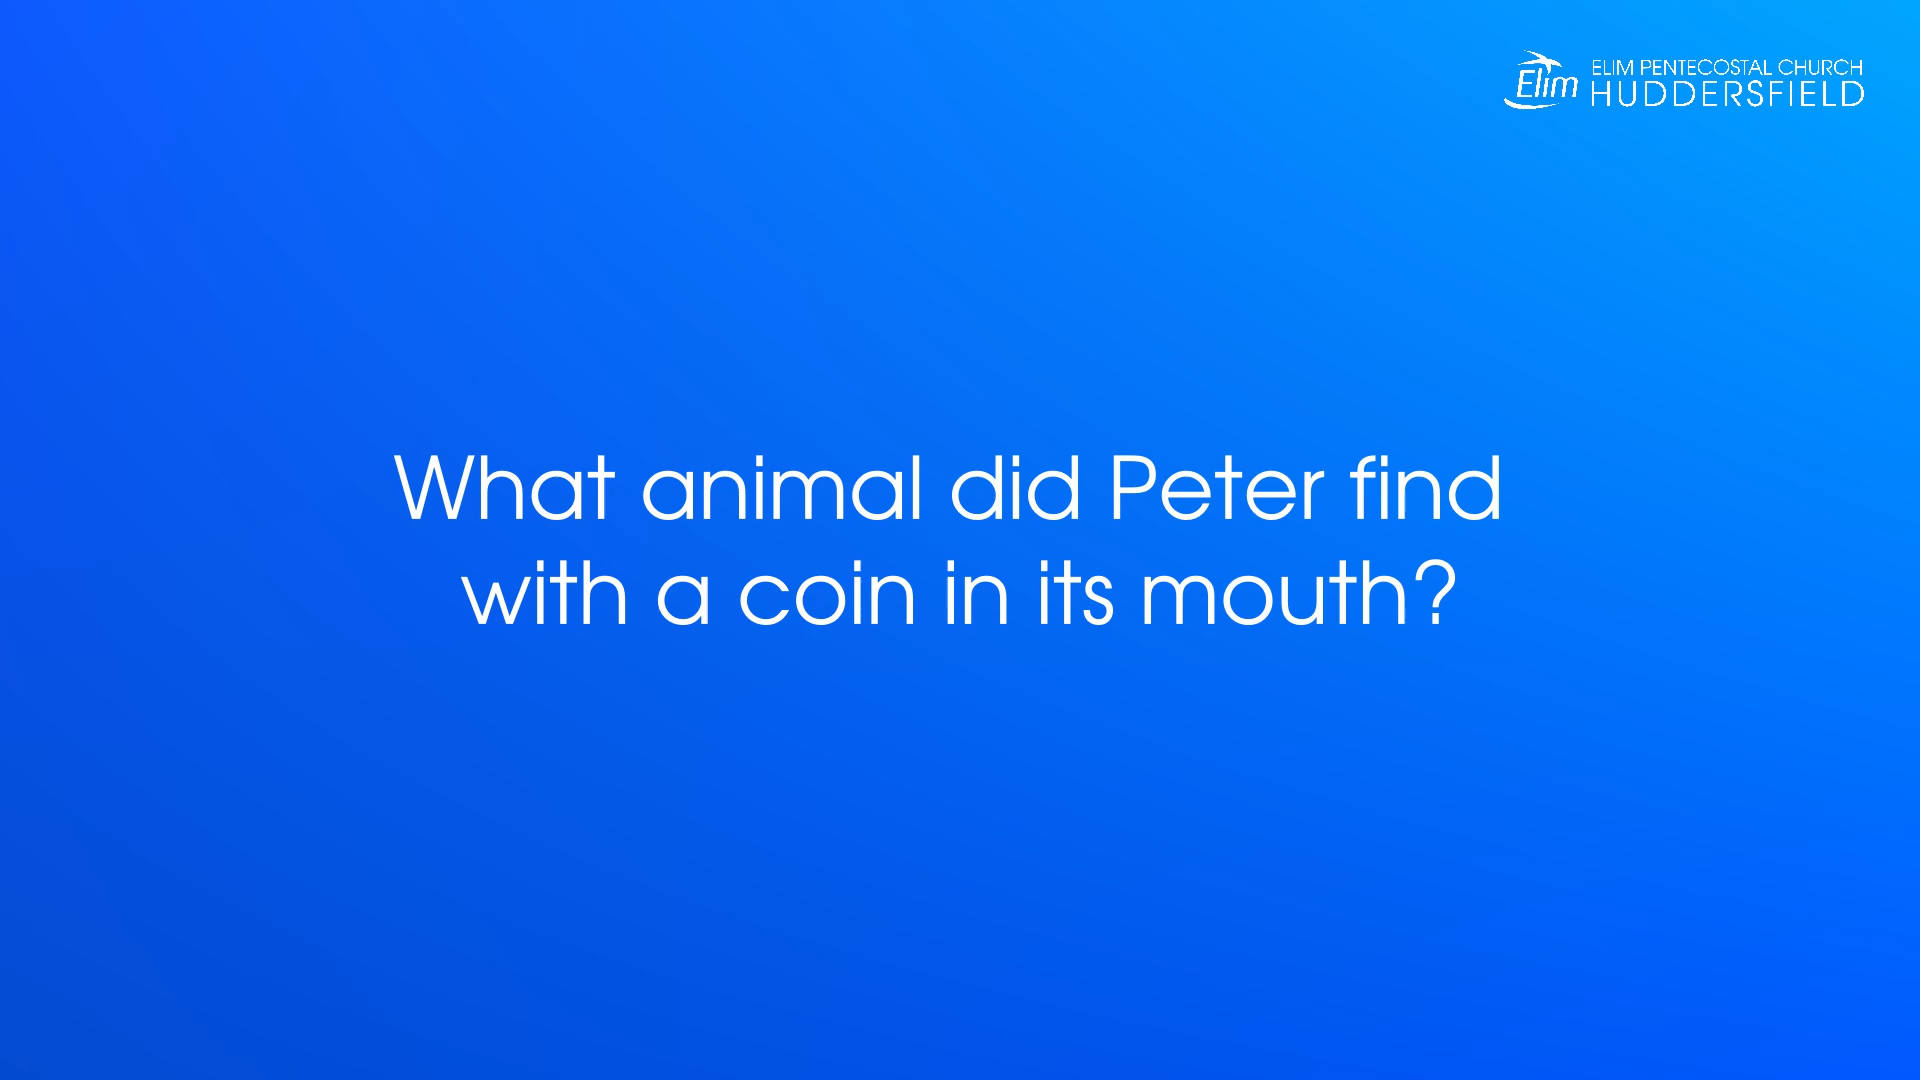 Elim
ELIM PENTECOSTAL CHURCH
HUDDERSFIELD
What animal did Peter find
with a coin in its mouth?